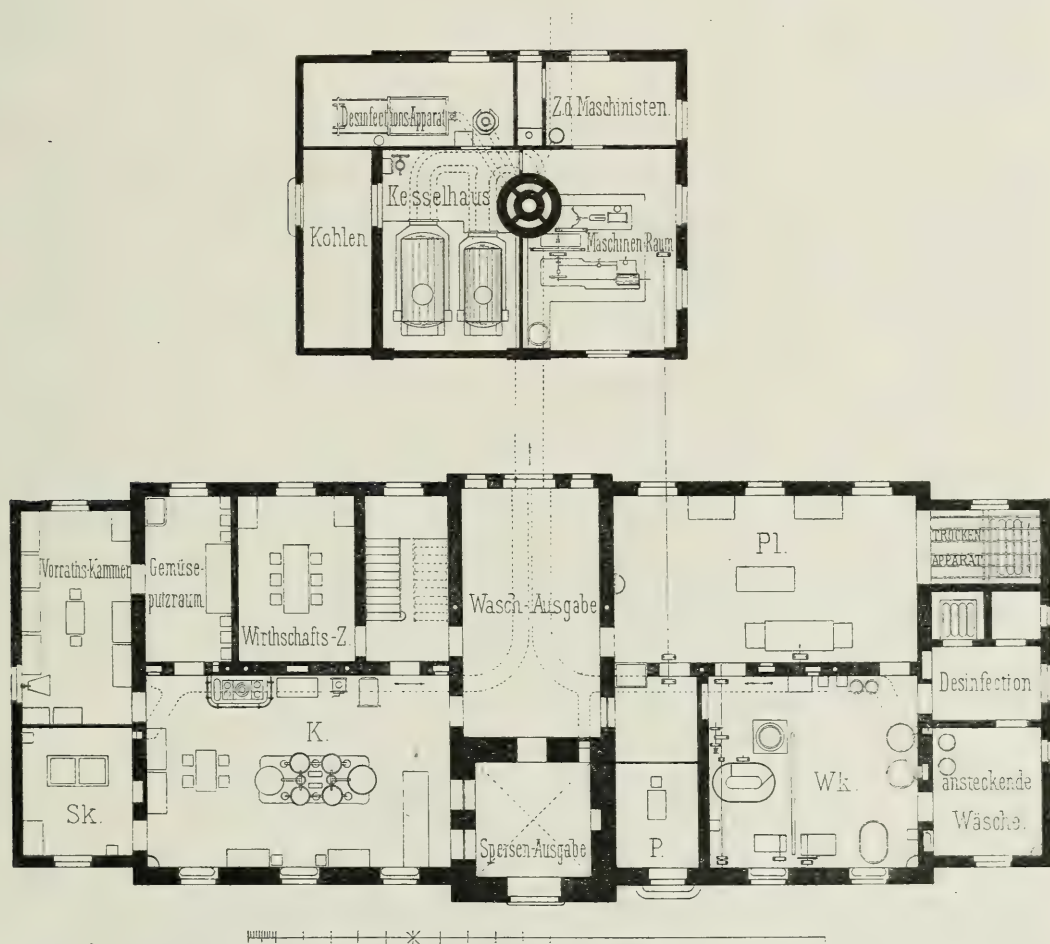 Desinfections-Apparat
Z.d. Maschinisten.
Kesselhaus
Kohlen
Maschinen-Raum
Vorraths-Kammer
Gemüse-
putzraum
Wirthschafts-Z.
Wasch-Ausgabe
Pl.
TROCKEN
APPARAT
Desinfection
K.
Sk.
Speisen-Ausgabe
P.
Wk.
ansteckende
Wäsche.